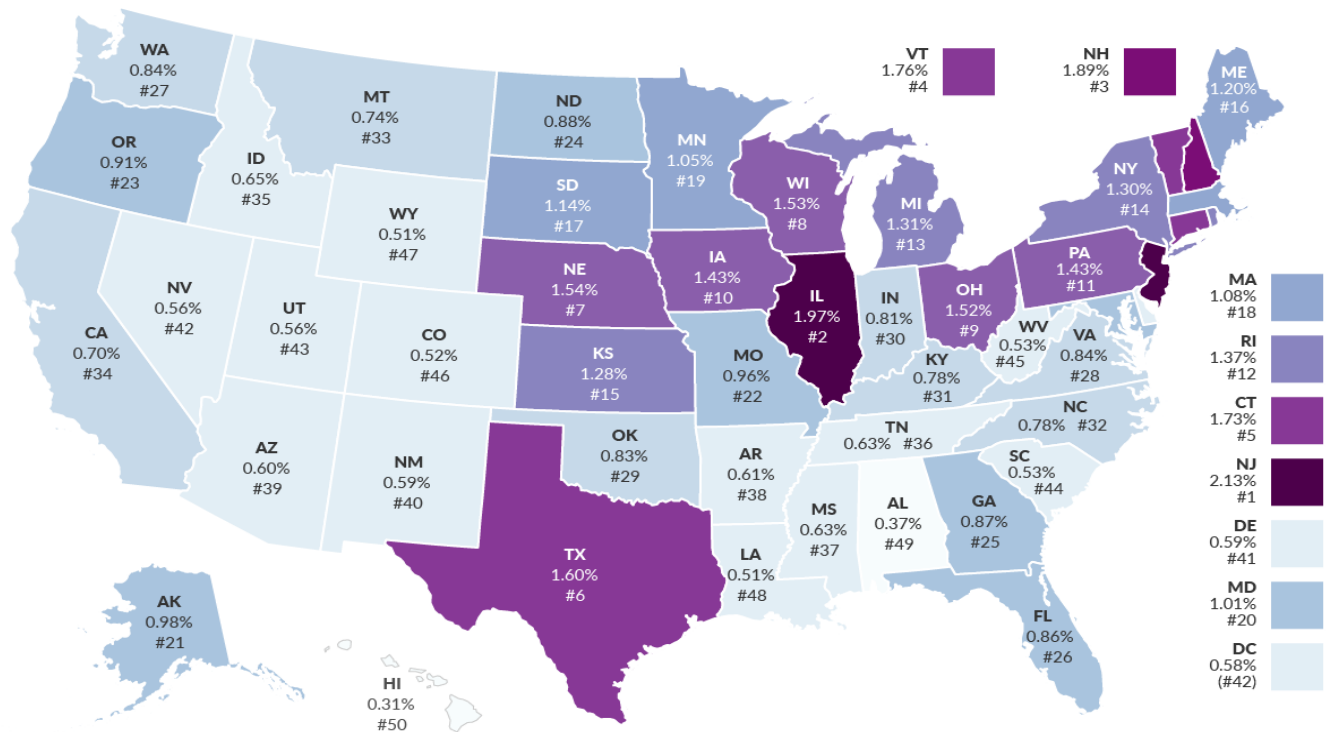 WA
0.84%
#27
MT
0.74%
#33
ND
0.88%
#24
MN
1.05%
#19
VT
1.76%
#4
NH
1.89%
#3
ME
1.20%
#16
OR
0.91%
#23
ID
0.65%
#35
WY
0.51%
#47
SD
1.14%
#17
WI
1.53%
#8
MI
1.31%
#13
NY
1.30%
#14
NE
1.54%
#7
IA
1.43%
#10
IL
1.97%
#2
IN
0.81%
#30
OH
1.52%
#9
PA
1.43%
#11
NV
0.56%
#42
UT
0.56%
#43
CO
0.52%
#46
CA
0.70%
#34
KS
1.28%
#15
MO
0.96%
#22
KY
0.78%
#31
WV
0.53%
#45
VA
0.84%
#28
MA
1.08%
#18
RI
1.37%
#12
CT
1.73%
#5
NJ
2.13%
#1
DE
0.59%
#41
MD
1.01%
#20
DC
0.58%
(#42)
AZ
0.60%
#39
NM
0.59%
#40
OK
0.83%
#29
AR
0.61%
#38
TN
0.63% #36
NC
0.78% #32
SC
0.53%
#44
MS
0.63%
#37
AL
0.37%
#49
GA
0.87%
#25
TX
1.60%
#6
LA
0.51%
#48
FL
0.86%
#26
AK
0.98%
#21
HI
0.31%
#50